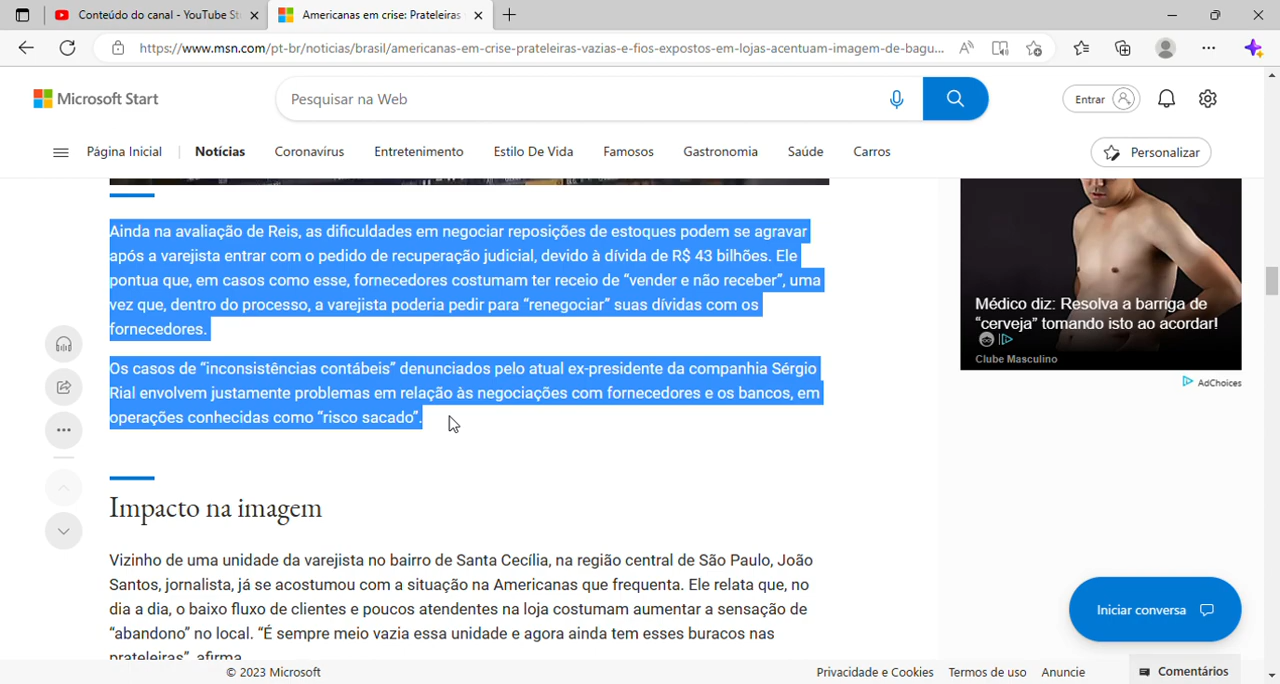 Conteúdo do canal - YouTube St
Americanas em crise: Prateleiras
https://www.msn.com/pt-br/noticias/brasil/americanas-em-crise-prateleiras-vazias-e-fios-expostos-em-lojas-acentuam-imagem-de-bagu...
Microsoft Start
Pesquisar na Web
Entrar
Página Inicial
Notícias
Coronavírus
Entretenimento
Estilo De Vida
Famosos
Gastronomia
Saúde
Carros
Personalizar
Ainda na avaliação de Reis, as dificuldades em negociar reposições de estoques podem se agravar
após a varejista entrar com o pedido de recuperação judicial, devido à dívida de R$ 43 bilhões. Ele
pontua que, em casos como esse, fornecedores costumam ter receio de “vender e não receber”, uma
vez que, dentro do processo, a varejista poderia pedir para “renegociar” suas dívidas com os
fornecedores.
Os casos de “inconsistências contábeis” denunciados pelo atual ex-presidente da companhia Sérgio
Rial envolvem justamente problemas em relação às negociações com fornecedores e os bancos, em
operações conhecidas como “risco sacado”.
Médico diz: Resolva a barriga de
“cerveja” tomando isto ao acordar!
Clube Masculino
AdChoices
Impacto na imagem
Vizinho de uma unidade da varejista no bairro de Santa Cecília, na região central de São Paulo, João
Santos, jornalista, já se acostumou com a situação na Americanas que frequenta. Ele relata que, no
dia a dia, o baixo fluxo de clientes e poucos atendentes na loja costumam aumentar a sensação de
“abandono” no local. “É sempre meio vazia essa unidade e agora ainda tem esses buracos nas
prateleiras”, afirma
Iniciar conversa
© 2023 Microsoft
Privacidade e Cookies
Termos de uso
Anuncie
Comentários